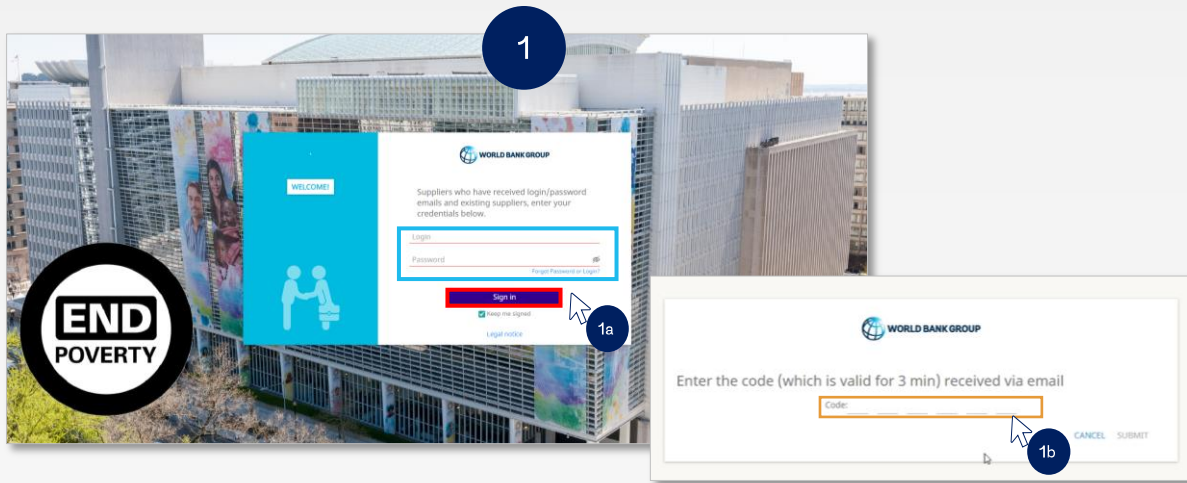 1
WELCOME!
WORLD BANK GROUP
Suppliers who have received login/password
emails and existing suppliers, enter your
credentials below.
Login
Password
Forgot Password or Login?
Sign in
Keep me signed
Legal notice
1a
END
POVERTY
WORLD BANK GROUP
Enter the code (which is valid for 3 min) received via email
Code:
CANCEL SUBMIT
1b